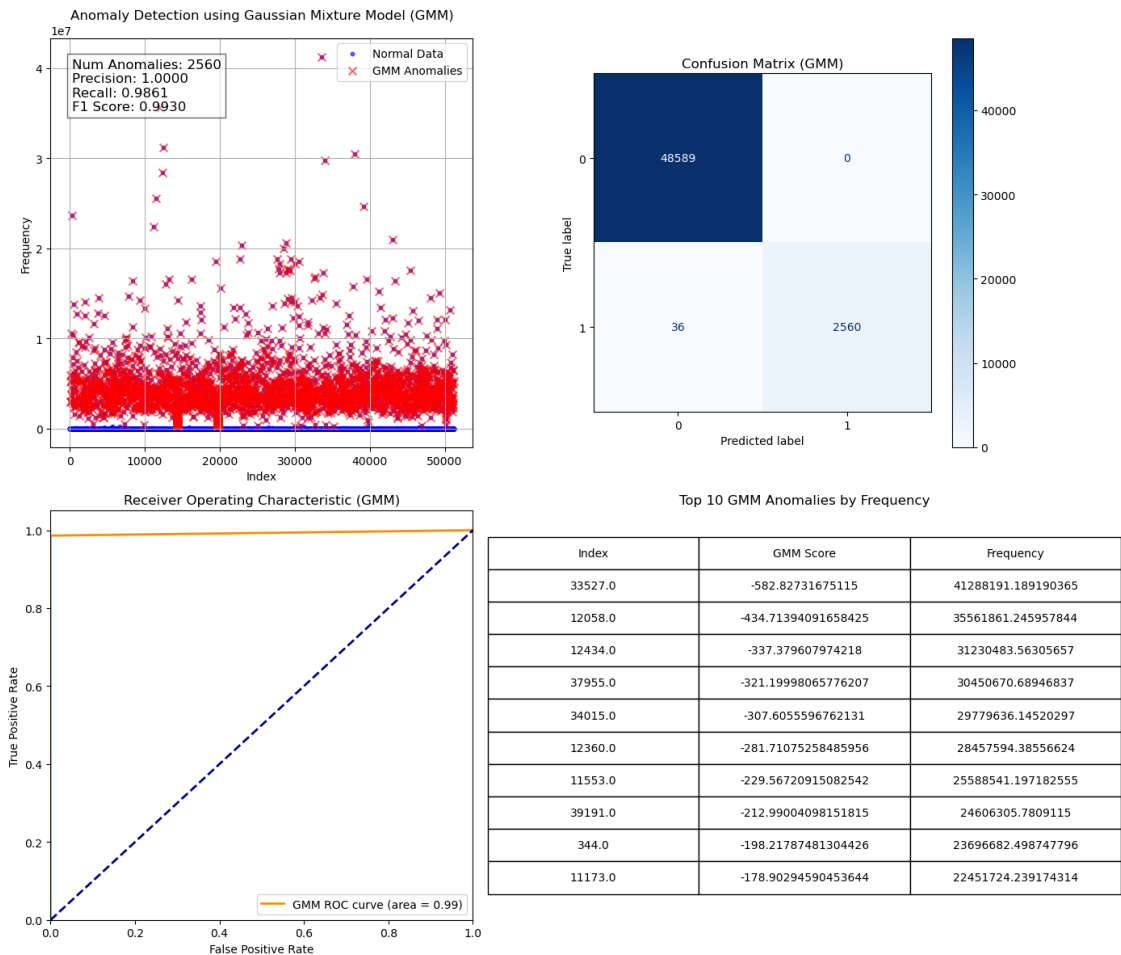 Anomaly Detection using Gaussian Mixture Model (GMM)
1e7
Normal Data
GMM Anomalies
Num Anomalies: 2560
Precision: 1.0000
Recall: 0.9861
F1 Score: 0.9930
4
3
2
1
0
Frequency
0 10000 20000 30000 40000 50000
Index
Confusion Matrix (GMM)
True label
0
1
48589 0
36 2560
0 1
Predicted label
40000
30000
20000
10000
0
Receiver Operating Characteristic (GMM)
True Positive Rate
1.0
0.8
0.6
0.4
0.2
0.0
GMM ROC curve (area = 0.99)
0.0 0.2 0.4 0.6 0.8 1.0
False Positive Rate
Top 10 GMM Anomalies by Frequency
Index GMM Score Frequency
33527.0 -582.82731675115 41288191.189190365
12058.0 -434.71394091658425 35561861.245957844
12434.0 -337.379607974218 31230483.56305657
37955.0 -321.19998065776207 30450670.68946837
34015.0 -307.6055596762131 29779636.14520297
12360.0 -281.71075258485956 28457594.38556624
11553.0 -229.56720915082542 25588541.197182555
39191.0 -212.99004098151815 24606305.7809115
344.0 -198.21787481304426 23696682.498747796
11173.0 -178.90294590453644 22451724.239174314